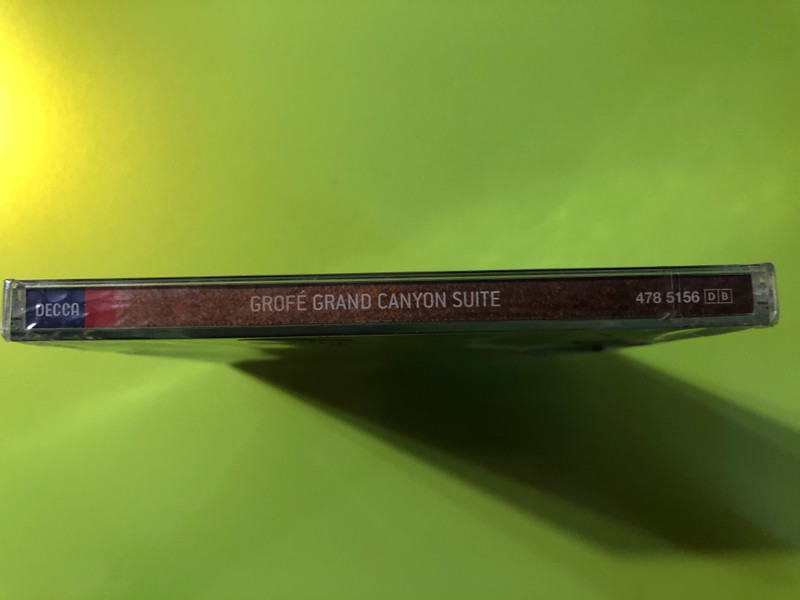 DECCA GROFÉ GRAND CANYON SUITE 478 5156 DB